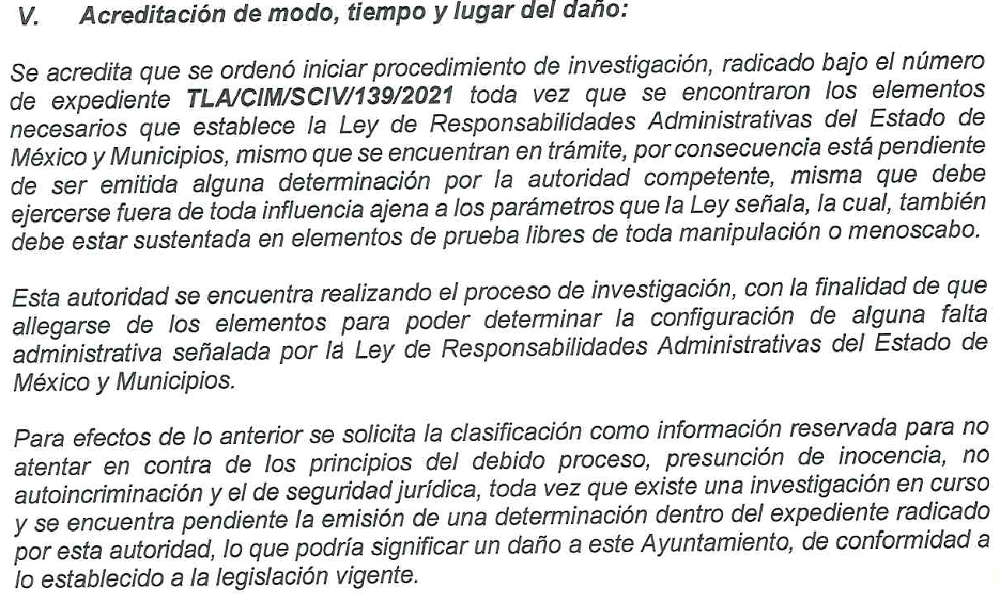 V. Acreditación de modo, tiempo y lugar del daño:
Se acredita que se ordenó iniciar procedimiento de investigación, radicado bajo el número
de expediente TLA/CIM/SCIV/139/2021 toda vez que se encontraron los elementos
necesarios que establece la Ley de Responsabilidades Administrativas del Estado de
México y Municipios, mismo que se encuentran en trámite, por consecuencia está pendiente
de ser emitida alguna determinación por la autoridad competente, misma que debe
ejercerse fuera de toda influencia ajena a los parámetros que la Ley señala, la cual, también
debe estar sustentada en elementos de prueba libres de toda manipulación o menoscabo.
Esta autoridad se encuentra realizando el proceso de investigación, con la finalidad de que
allegarse de los elementos para poder determinar la configuración de alguna falta
administrativa señalada por la Ley de Responsabilidades Administrativas del Estado de
México y Municipios.
Para efectos de lo anterior se solicita la clasificación como información reservada para no
atentar en contra de los principios del debido proceso, presunción de inocencia, no
autoincriminación y el de seguridad jurídica, toda vez que existe una investigación en curso
y se encuentra pendiente la emisión de una determinación dentro del expediente radicado
por esta autoridad, lo que podría significar un daño a este Ayuntamiento, de conformidad a
lo establecido a la legislación vigente.